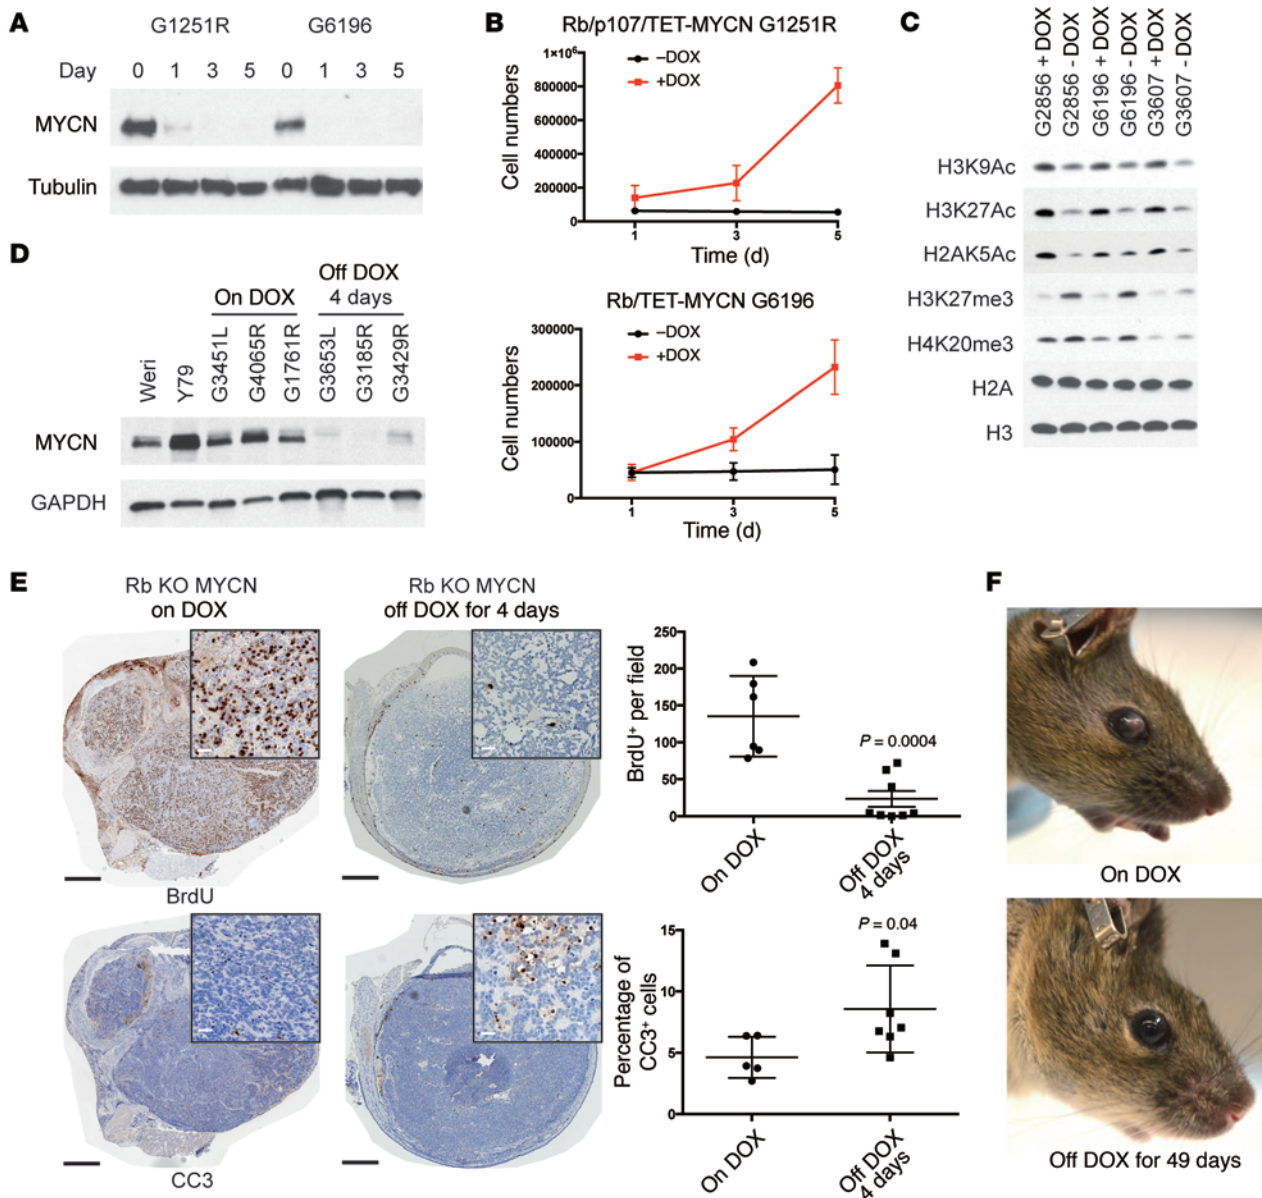 A
G1251R G6196
Day 0 1 3 5 0 1 3 5
MYCN
Tubulin
B
Rb/p107/TET-MYCN G1251R
1×10⁶
800000
600000
400000
200000
0
Cell numbers
–DOX
+DOX
1 3 5
Time (d)
Rb/TET-MYCN G6196
300000
200000
100000
0
Cell numbers
–DOX
+DOX
1 3 5
Time (d)
C
G2856 + DOX
G2856 - DOX
G6196 + DOX
G6196 - DOX
G3607 + DOX
G3607 - DOX
H3K9Ac
H3K27Ac
H2AK5Ac
H3K27me3
H4K20me3
H2A
H3
D
On DOX
Off DOX
4 days
Weri
Y79
G3451L
G4065R
G1761R
G3653L
G3185R
G3429R
MYCN
GAPDH
E
Rb KO MYCN
on DOX
Rb KO MYCN
off DOX for 4 days
BrdU
CC3
250
200
150
100
50
0
BrdU⁺ per field
P = 0.0004
On DOX
Off DOX
4 days
15
10
5
0
Percentage of
CC3⁺ cells
P = 0.04
On DOX
Off DOX
4 days
F
On DOX
Off DOX for 49 days